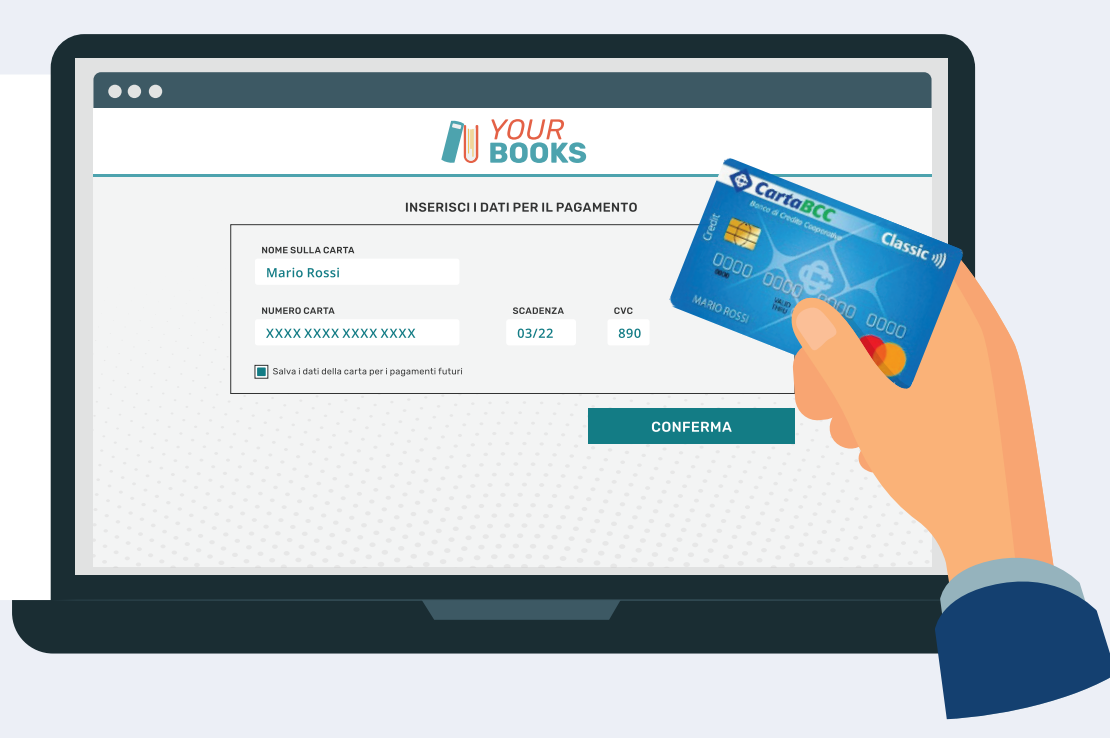 YOUR
BOOKS
INSERISCI I DATI PER IL PAGAMENTO
NOME SULLA CARTA
Mario Rossi
NUMERO CARTA
XXXX XXXX XXXX XXXX
SCADENZA
03/22
CVC
890
Salva i dati della carta per i pagamenti futuri
CONFERMA
CartaBCC
Banca di Credito Cooperativo
Classic
Credit
0000 0000 0000 0000
0000
MARIO ROSSI